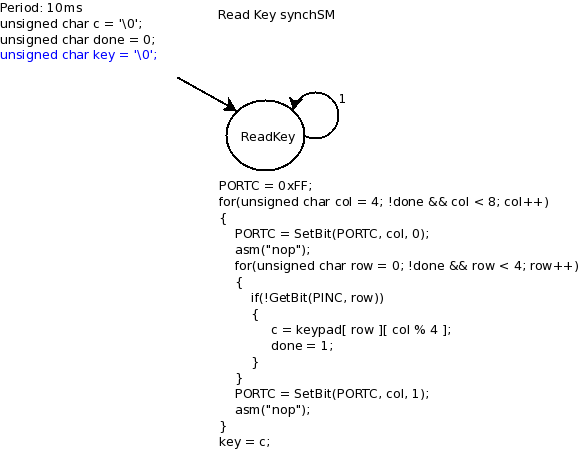 Period: 10ms
unsigned char c = '\0';
unsigned char done = 0;
unsigned char key = '\0';
Read Key synchSM
1
ReadKey
PORTC = 0xFF;
for(unsigned char col = 4; !done && col < 8; col++)
{
PORTC = SetBit(PORTC, col, 0);
asm("nop");
for(unsigned char row = 0; !done && row < 4; row++)
{
if(!GetBit(PINC, row))
{
c = keypad[ row ][ col % 4 ];
done = 1;
}
}
PORTC = SetBit(PORTC, col, 1);
asm("nop");
}
key = c;